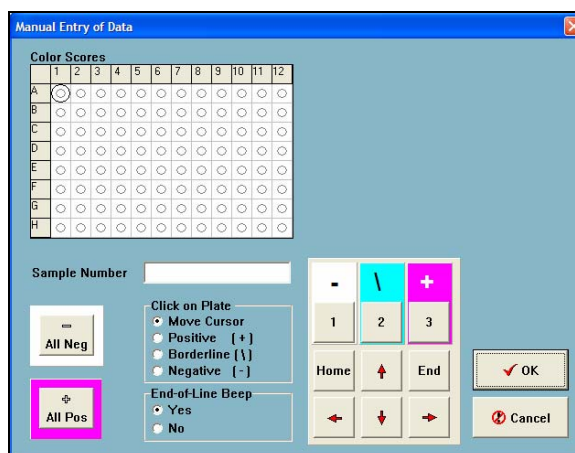 Manual Entry of Data
Color Scores
1 2 3 4 5 6 7 8 9 10 11 12
A
B
C
D
E
F
G
H
Sample Number
- \ +
1 2 3
Click on Plate
Move Cursor
Positive (+)
Borderline (\)
Negative (-)
-
All Neg
Home End
OK
End-of-Line Beep
Yes
No
+
All Pos
Cancel